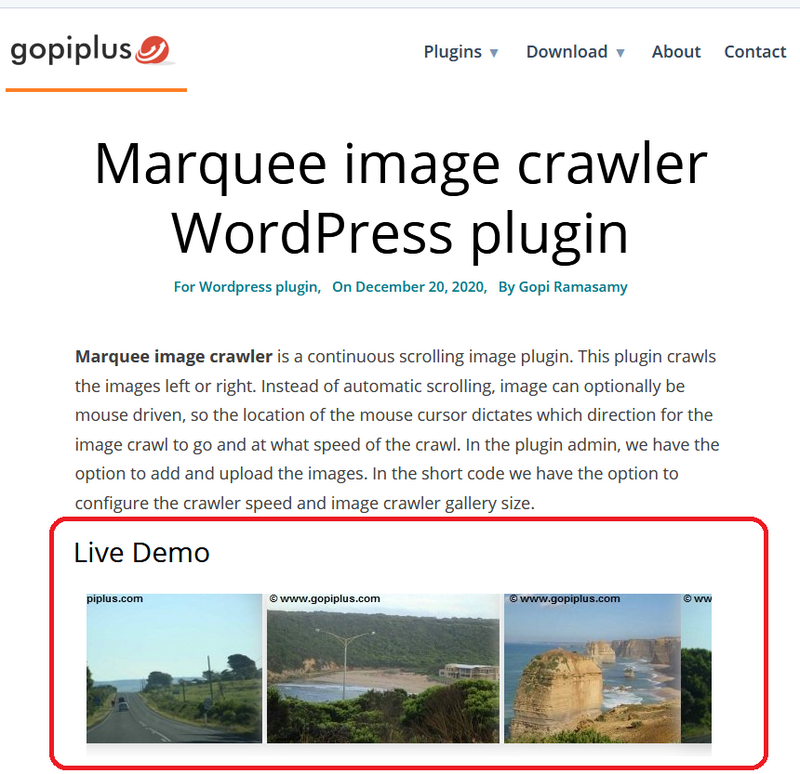 gopiplus
Plugins ▼ Download ▼ About Contact
Marquee image crawler
WordPress plugin
For Wordpress plugin, On December 20, 2020, By Gopi Ramasamy
Marquee image crawler is a continuous scrolling image plugin. This plugin crawls
the images left or right. Instead of automatic scrolling, image can optionally be
mouse driven, so the location of the mouse cursor dictates which direction for the
image crawl to go and at what speed of the crawl. In the plugin admin, we have the
option to add and upload the images. In the short code we have the option to
configure the crawler speed and image crawler gallery size.
Live Demo
piplus.com © www.gopiplus.com © www.gopiplus.com © ww